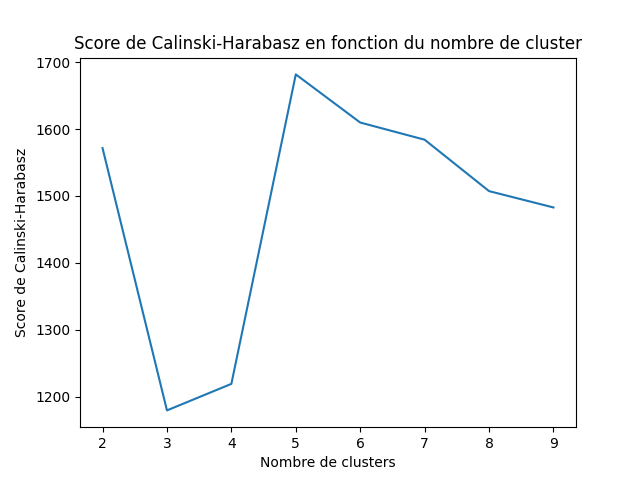 Score de Calinski-Harabasz en fonction du nombre de cluster
1700
1600
1500
1400
1300
1200
Score de Calinski-Harabasz
2 3 4 5 6 7 8 9
Nombre de clusters